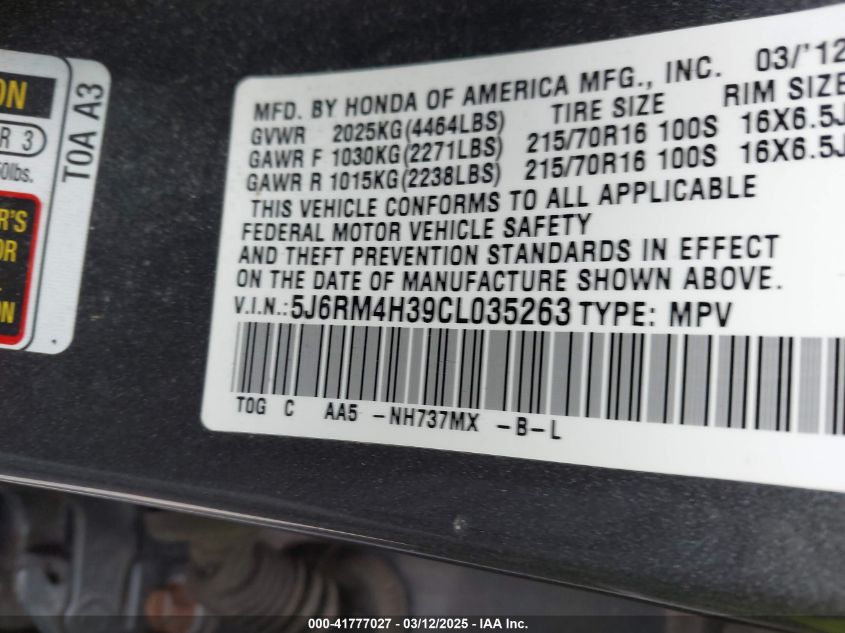 MFD. BY HONDA OF AMERICA MFG., INC. 03/'12
GVWR 2025KG(4464LBS) TIRE SIZE RIM SIZE
GAWR F 1030KG(2271LBS) 215/70R16 100S 16X6.5J
GAWR R 1015KG(2238LBS) 215/70R16 100S 16X6.5J
THIS VEHICLE CONFORMS TO ALL APPLICABLE
FEDERAL MOTOR VEHICLE SAFETY
AND THEFT PREVENTION STANDARDS IN EFFECT
ON THE DATE OF MANUFACTURE SHOWN ABOVE.
V.I.N.: 5J6RM4H39CL035263 TYPE: MPV
TOG C AA5 -NH737MX -B-L
T0A A3
R 3
000-41777027 - 03/12/2025 - IAA Inc.